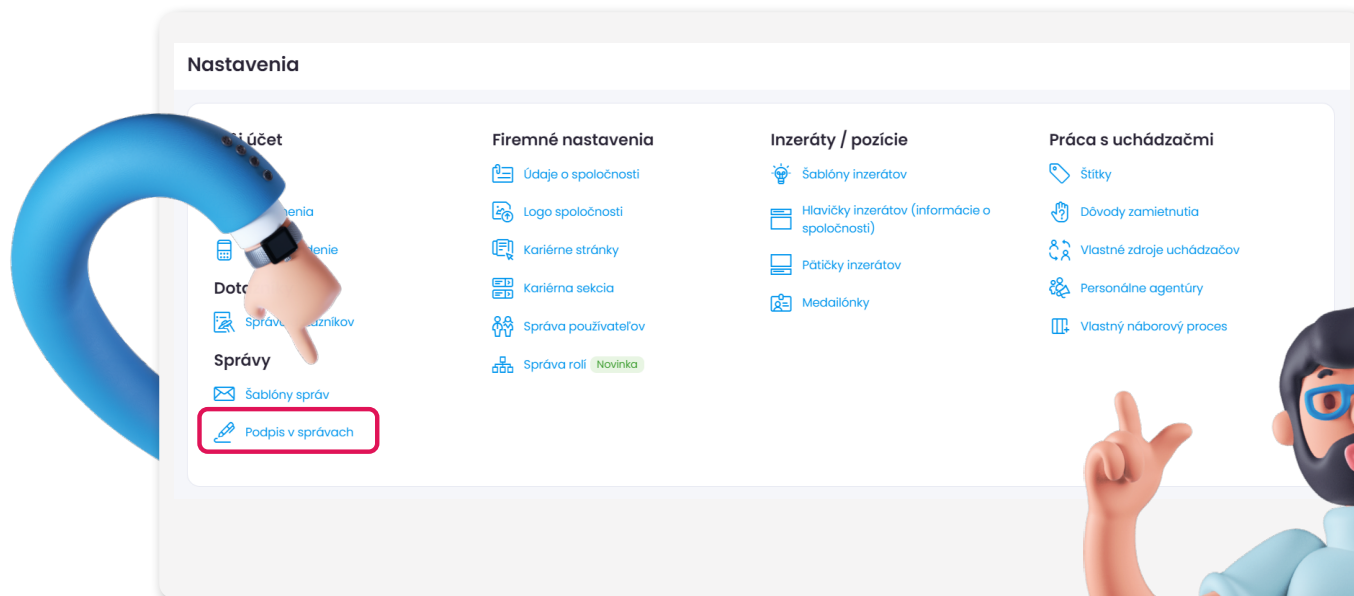 Nastavenia
účet
Dotazníkov
Správy
Šablóny správ
Podpis v správach
Firemné nastavenia
Údaje o spoločnosti
Logo spoločnosti
Kariérne stránky
Kariérna sekcia
Správa používateľov
Správa rolí Novinka
Inzeráty / pozície
Šablóny inzerátov
Hlavičky inzerátov (informácie o
spoločnosti)
Pätičky inzerátov
Medailónky
Práca s uchádzačmi
Štítky
Dôvody zamietnutia
Vlastné zdroje uchádzačov
Personálne agentúry
Vlastný náborový proces